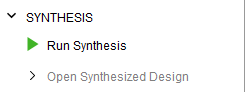 SYNTHESIS
Run Synthesis
Open Synthesized Design